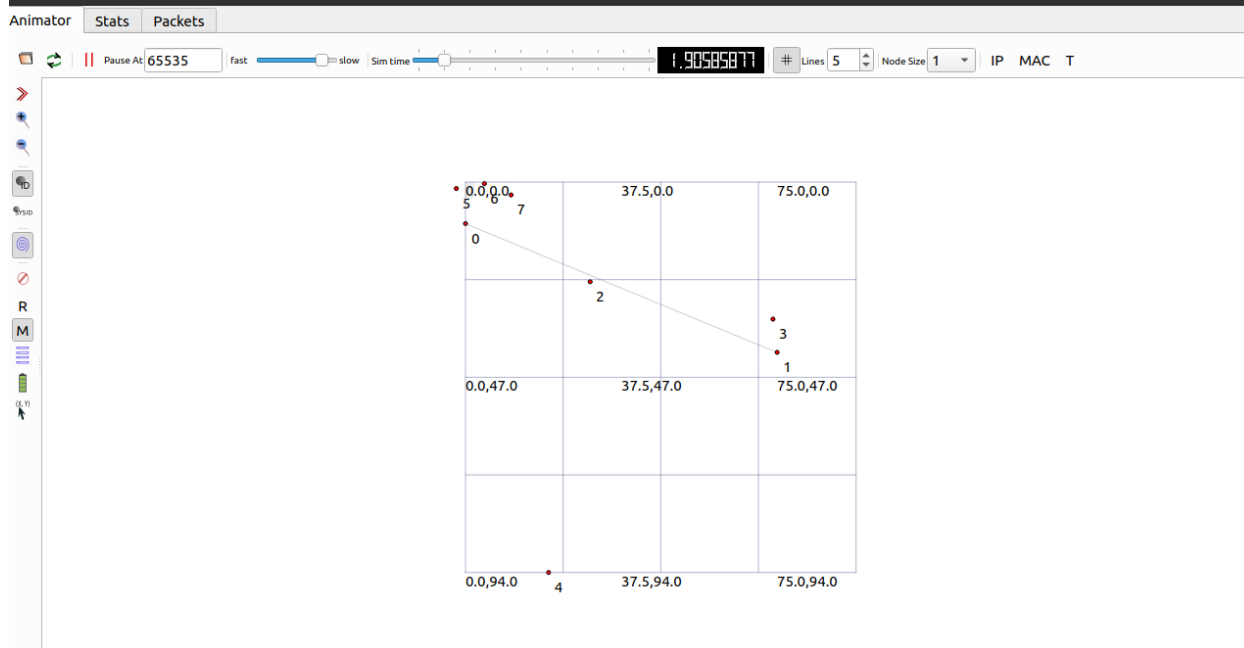 Animator Stats Packets
Pause At 65535 fast slow Sim time 1.90585877 # Lines 5 Node Size 1 IP MAC T
ID
SYSID
R
M
(X, Y)
0.0,0.0 37.5,0.0 75.0,0.0
5 6 7
0
2
3
1
0.0,47.0 37.5,47.0 75.0,47.0
0.0,94.0 4 37.5,94.0 75.0,94.0